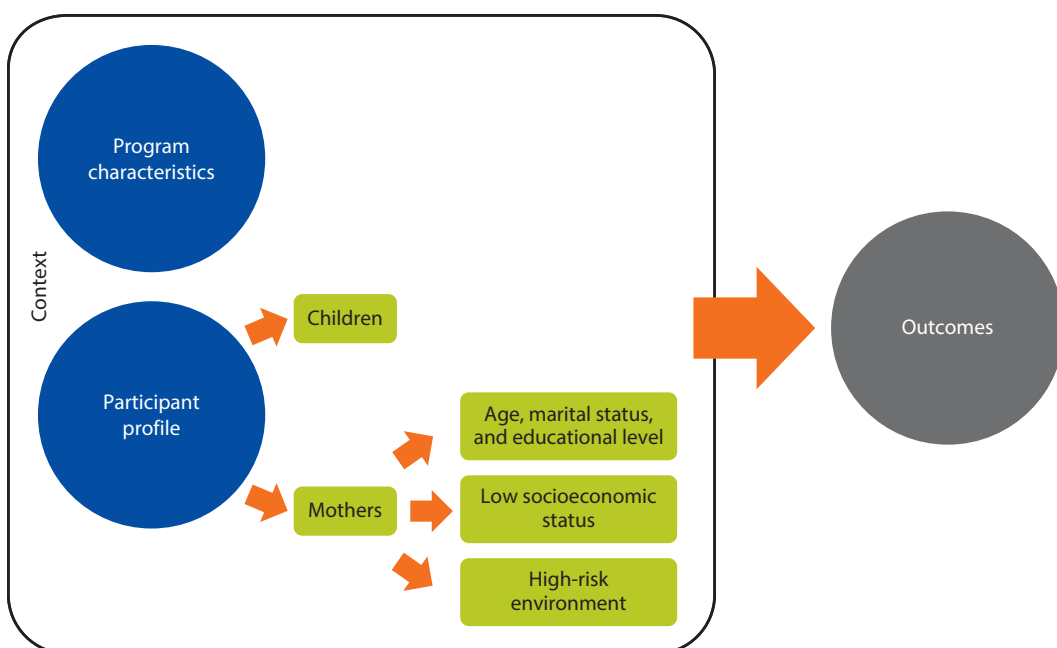 Program
characteristics
Context
Participant
profile
Children
Mothers
Age, marital status,
and educational level
Low socioeconomic
status
High-risk
environment
Outcomes